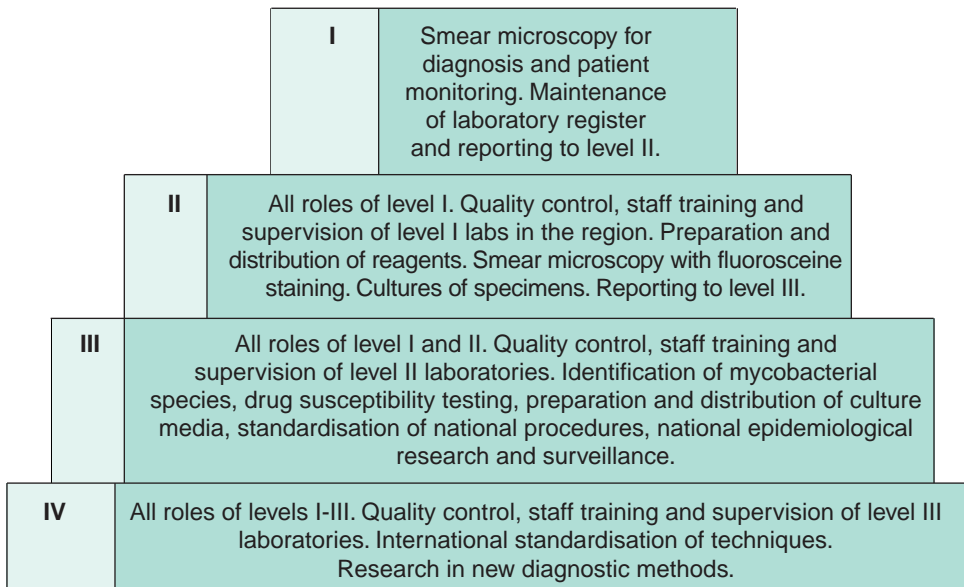 I
Smear microscopy for
diagnosis and patient
monitoring. Maintenance
of laboratory register
and reporting to level II.
II
All roles of level I. Quality control, staff training and
supervision of level I labs in the region. Preparation and
distribution of reagents. Smear microscopy with fluorosceine
staining. Cultures of specimens. Reporting to level III.
III
All roles of level I and II. Quality control, staff training and
supervision of level II laboratories. Identification of mycobacterial
species, drug susceptibility testing, preparation and distribution of culture
media, standardisation of national procedures, national epidemiological
research and surveillance.
IV
All roles of levels I-III. Quality control, staff training and supervision of level III
laboratories. International standardisation of techniques.
Research in new diagnostic methods.